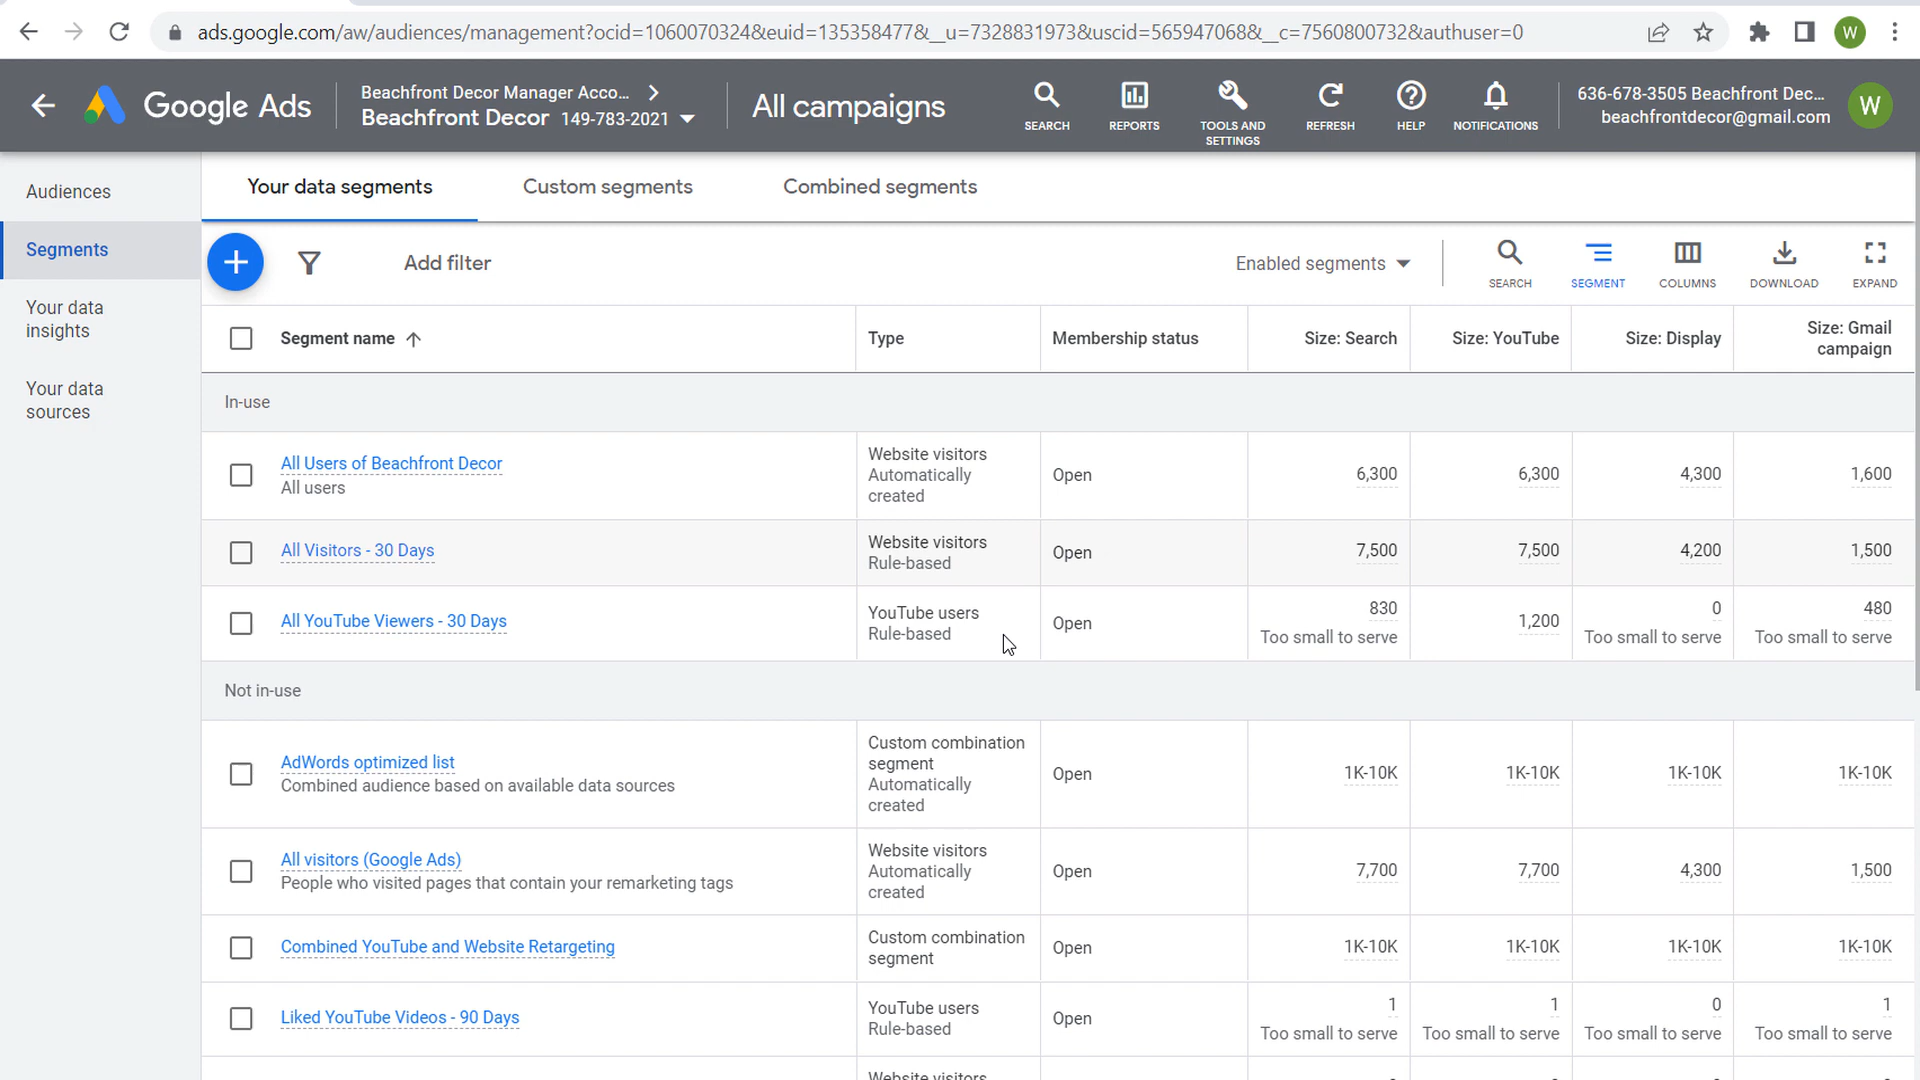 ads.google.com/aw/audiences/management?ocid=1060070324&euid=135358477&__u=7328831973&uscid=565947068&__c=7560800732&authuser=0
W
Google Ads
Beachfront Decor Manager Acco...
Beachfront Decor 149-783-2021
All campaigns
SEARCH
REPORTS
TOOLS AND
SETTINGS
REFRESH
HELP
NOTIFICATIONS
636-678-3505 Beachfront Dec...
beachfrontdecor@gmail.com
W
Audiences
Segments
Your data
insights
Your data
sources
Your data segments
Custom segments
Combined segments
Add filter
Enabled segments
SEARCH
SEGMENT
COLUMNS
DOWNLOAD
EXPAND
Segment name
Type
Membership status
Size: Search
Size: YouTube
Size: Display
Size: Gmail
campaign
In-use
All Users of Beachfront Decor
All users
Website visitors
Automatically
created
Open
6,300
6,300
4,300
1,600
All Visitors - 30 Days
Website visitors
Rule-based
Open
7,500
7,500
4,200
1,500
All YouTube Viewers - 30 Days
YouTube users
Rule-based
Open
830
Too small to serve
1,200
0
Too small to serve
480
Too small to serve
Not in-use
AdWords optimized list
Combined audience based on available data sources
Custom combination
segment
Automatically
created
Open
1K-10K
1K-10K
1K-10K
1K-10K
All visitors (Google Ads)
People who visited pages that contain your remarketing tags
Website visitors
Automatically
created
Open
7,700
7,700
4,300
1,500
Combined YouTube and Website Retargeting
Custom combination
segment
Open
1K-10K
1K-10K
1K-10K
1K-10K
Liked YouTube Videos - 90 Days
YouTube users
Rule-based
Open
1
Too small to serve
1
Too small to serve
0
Too small to serve
1
Too small to serve
Website visitors